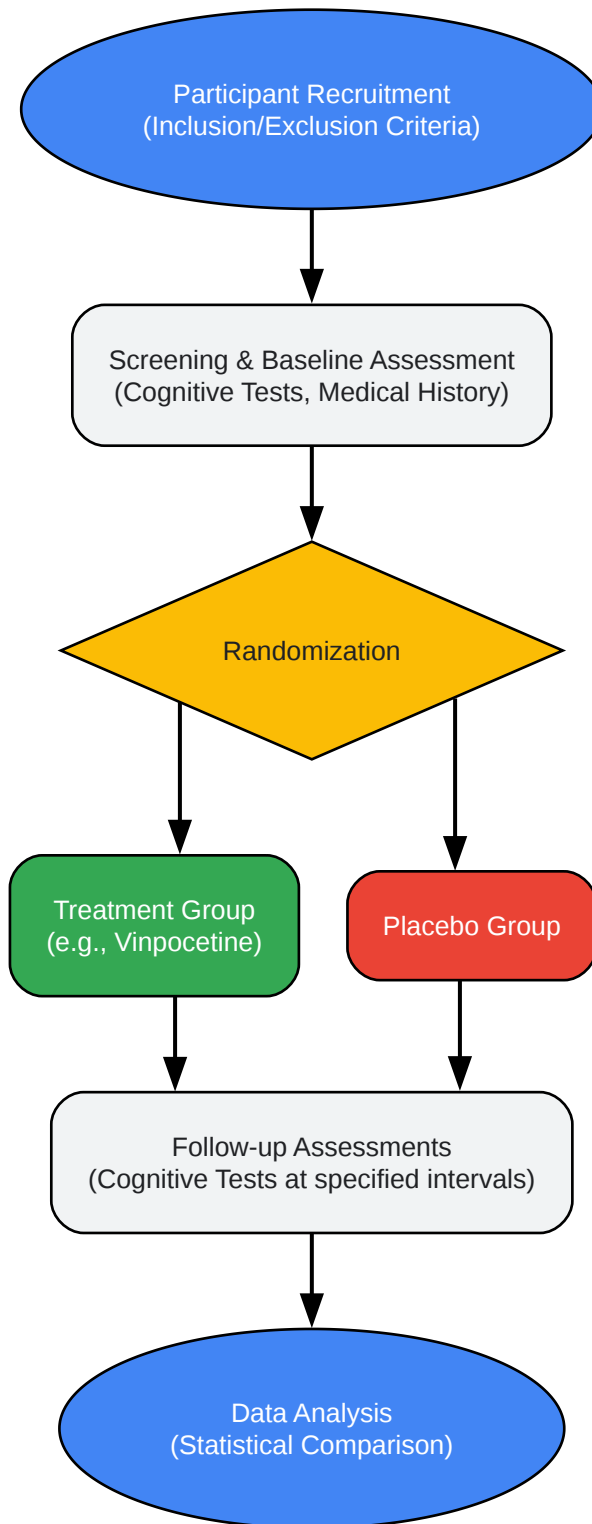 Participant Recruitment
(Inclusion/Exclusion Criteria)
Screening & Baseline Assessment
(Cognitive Tests, Medical History)
Randomization
Treatment Group
(e.g., Vinpocetine)
Placebo Group
Follow-up Assessments
(Cognitive Tests at specified intervals)
Data Analysis
(Statistical Comparison)